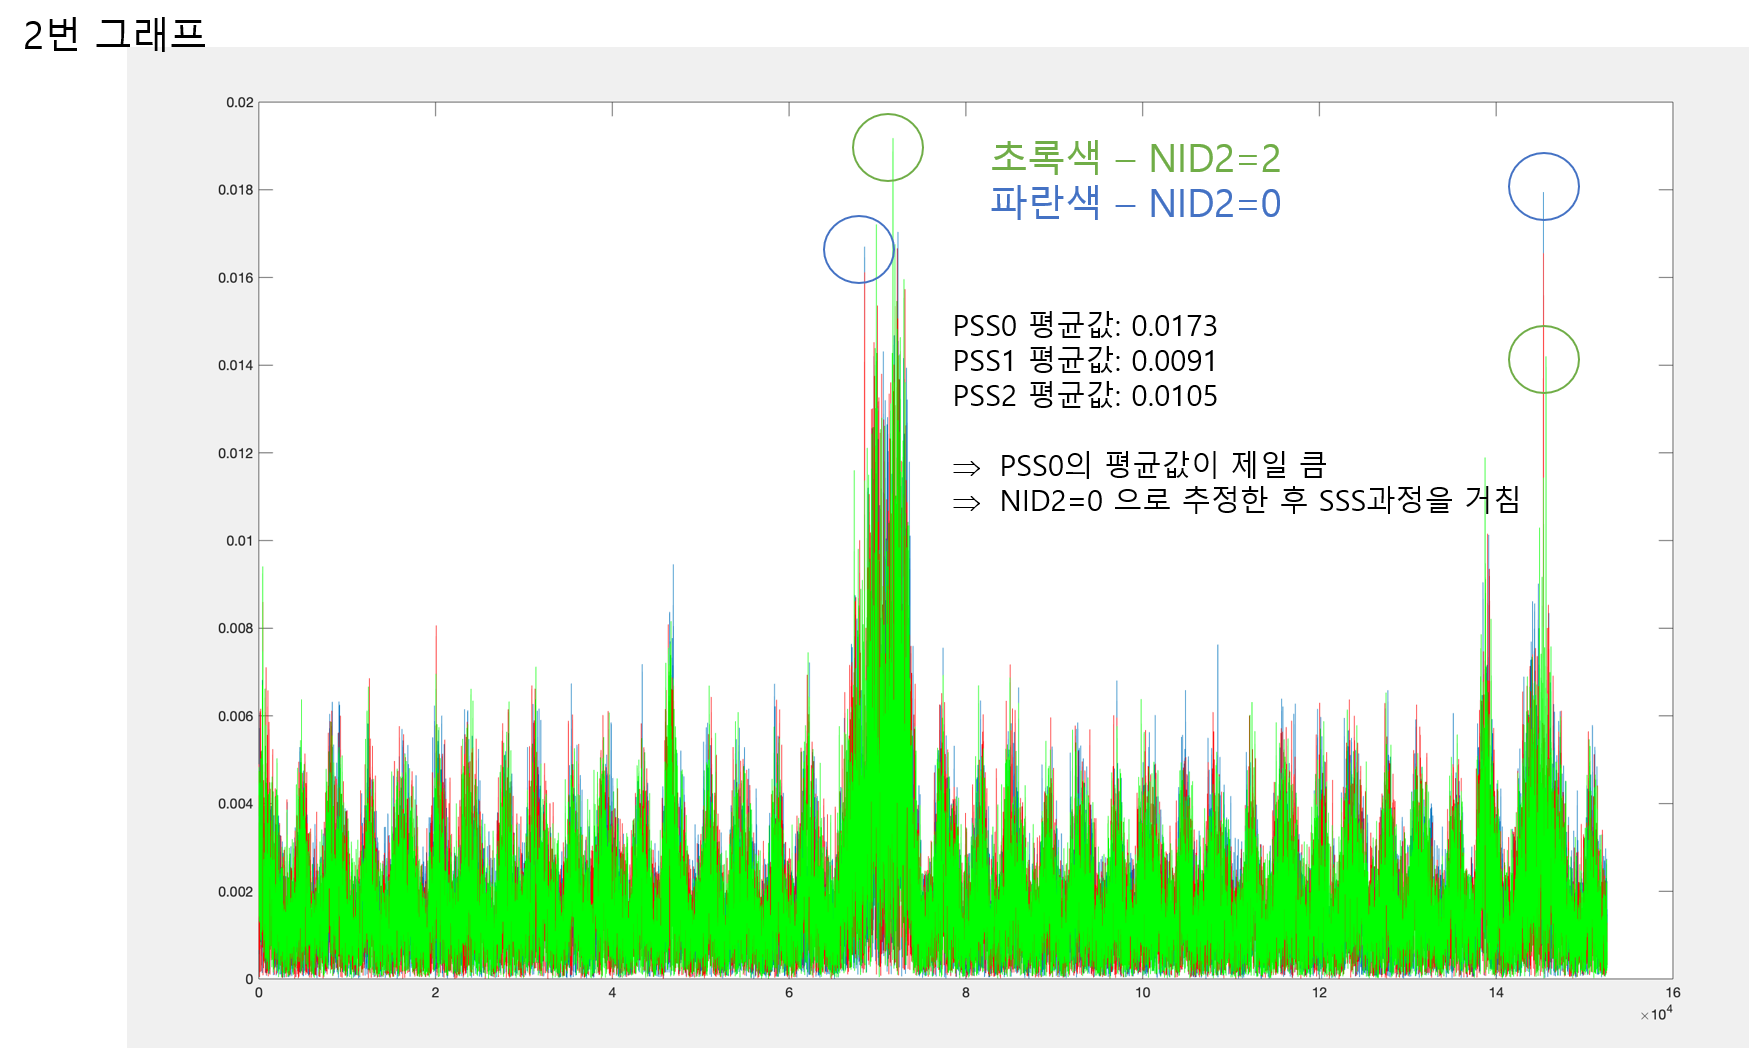 2번 그래프
초록색 – NID2=2
파란색 – NID2=0
PSS0 평균값: 0.0173
PSS1 평균값: 0.0091
PSS2 평균값: 0.0105
⇒ PSS0의 평균값이 제일 큼
⇒ NID2=0 으로 추정한 후 SSS과정을 거침
0.02
0.018
0.016
0.014
0.012
0.01
0.008
0.006
0.004
0.002
0
0 2 4 6 8 10 12 14 16
×10⁴